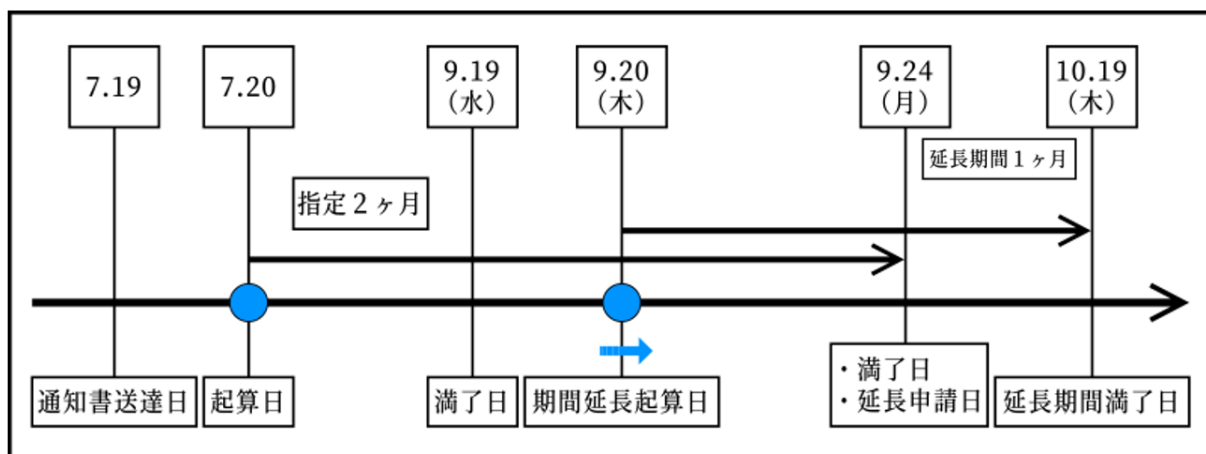 7.19
7.20
9.19
（水）
9.20
（木）
9.24
（月）
10.19
（木）
延長期間１ヶ月
指定２ヶ月
通知書送達日
起算日
満了日
期間延長起算日
・満了日
・延長申請日
延長期間満了日